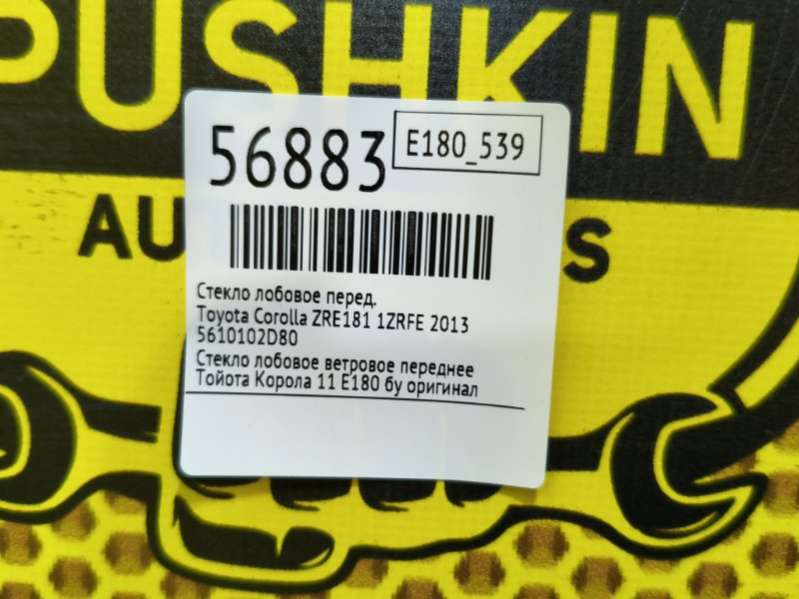 PUSHKIN
56883
E180_539
AU
S
Стекло лобовое перед.
Toyota Corolla ZRE181 1ZRFE 2013
5610102D80
Стекло лобовое ветровое переднее
Тойота Корола 11 E180 бу оригинал